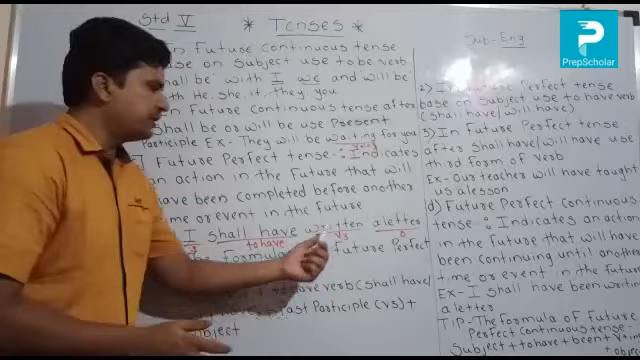 Std V * Tenses * Sub- Eng
In Future Continuous tense
base on Subject use to be verb
shall be with I we and will be
with He. she. it. They you
In Future Continuous tense after
shall be or will be use Present
Participle Ex- They will be waiting for you
Future Perfect tense :- Indicates
an action in the Future that will
have been completed before another
time or event in the Future
I shall have written a letter
S to have V3 O
formula Future Perfect
verb (shall have/
Past Participle (V3) +
object
PrepScholar
2) In Future Perfect tense
base on Subject use to have verb
(shall have/will have)
3) In Future Perfect tense
after shall have/will have use
third form of verb
Ex- Our teacher will have taught
us a lesson
d) Future Perfect Continuous
tense :- Indicates an action
in the Future that will have
been continuing until another
time or event in the Future
Ex- I shall have been writing
a letter
Tip- The formula of Future
Perfect Continuous tense
Subject + to have + been +
+ object